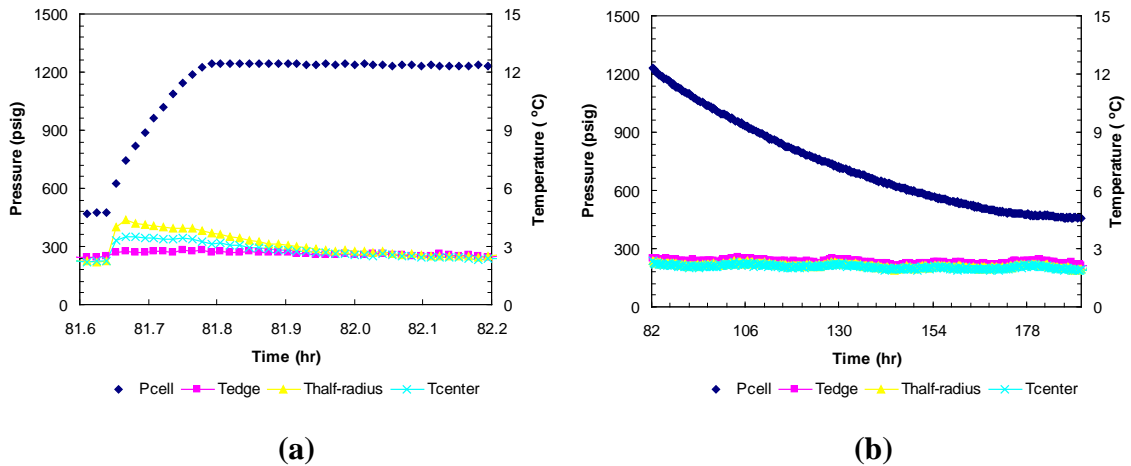 1500
1200
900
600
300
0
Pressure (psig)
15
12
9
6
3
0
Temperature ( °C)
81.6 81.7 81.8 81.9 82.0 82.1 82.2
Time (hr)
Pcell Tedge Thalf-radius Tcenter
(a)
1500
1200
900
600
300
0
Pressure (psig)
15
12
9
6
3
0
Temperature ( °C)
82 106 130 154 178
Time (hr)
Pcell Tedge Thalf-radius Tcenter
(b)